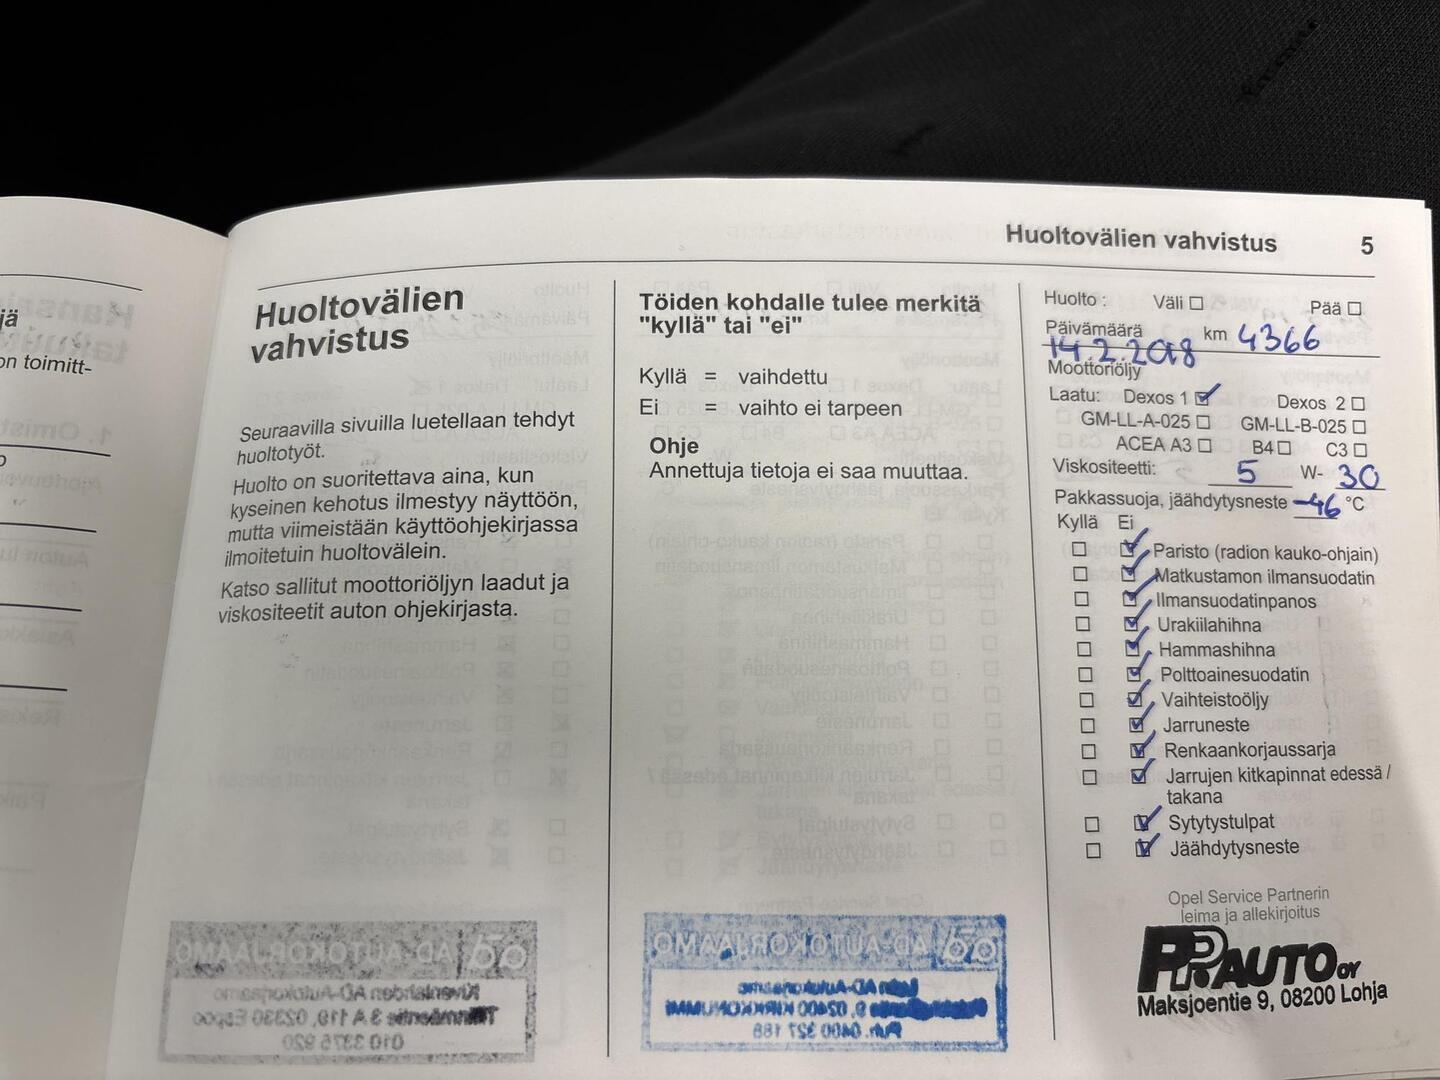 jä
on toimitt-
Huoltovälien vahvistus 5
Huoltovälien
vahvistus
Seuraavilla sivuilla luetellaan tehdyt
huoltotyöt.
Huolto on suoritettava aina, kun
kyseinen kehotus ilmestyy näyttöön,
mutta viimeistään käyttöohjekirjassa
ilmoitetuin huoltovälein.
Katso sallitut moottoriöljyn laadut ja
viskositeetit auton ohjekirjasta.
Töiden kohdalle tulee merkitä
"kyllä" tai "ei"
Kyllä = vaihdettu
Ei = vaihto ei tarpeen
Ohje
Annettuja tietoja ei saa muuttaa.
Huolto : Väli Pää
Päivämäärä km 4366
14.2.2018
Moottoriöljy
Laatu: Dexos 1 Dexos 2
GM-LL-A-025 GM-LL-B-025
ACEA A3 B4 C3
Viskositeetti: 5 W- 30
Pakkassuoja, jäähdytysneste -46 °C
Kyllä Ei
Paristo (radion kauko-ohjain)
Matkustamon ilmansuodatin
Ilmansuodatinpanos
Urakiilahihna
Hammashihna
Polttoainesuodatin
Vaihteistoöljy
Jarruneste
Renkaankorjaussarja
Jarrujen kitkapinnat edessä /
takana
Sytytystulpat
Jäähdytysneste
Opel Service Partnerin
leima ja allekirjoitus
PR AUTO OY
Maksjoentie 9, 08200 Lohja